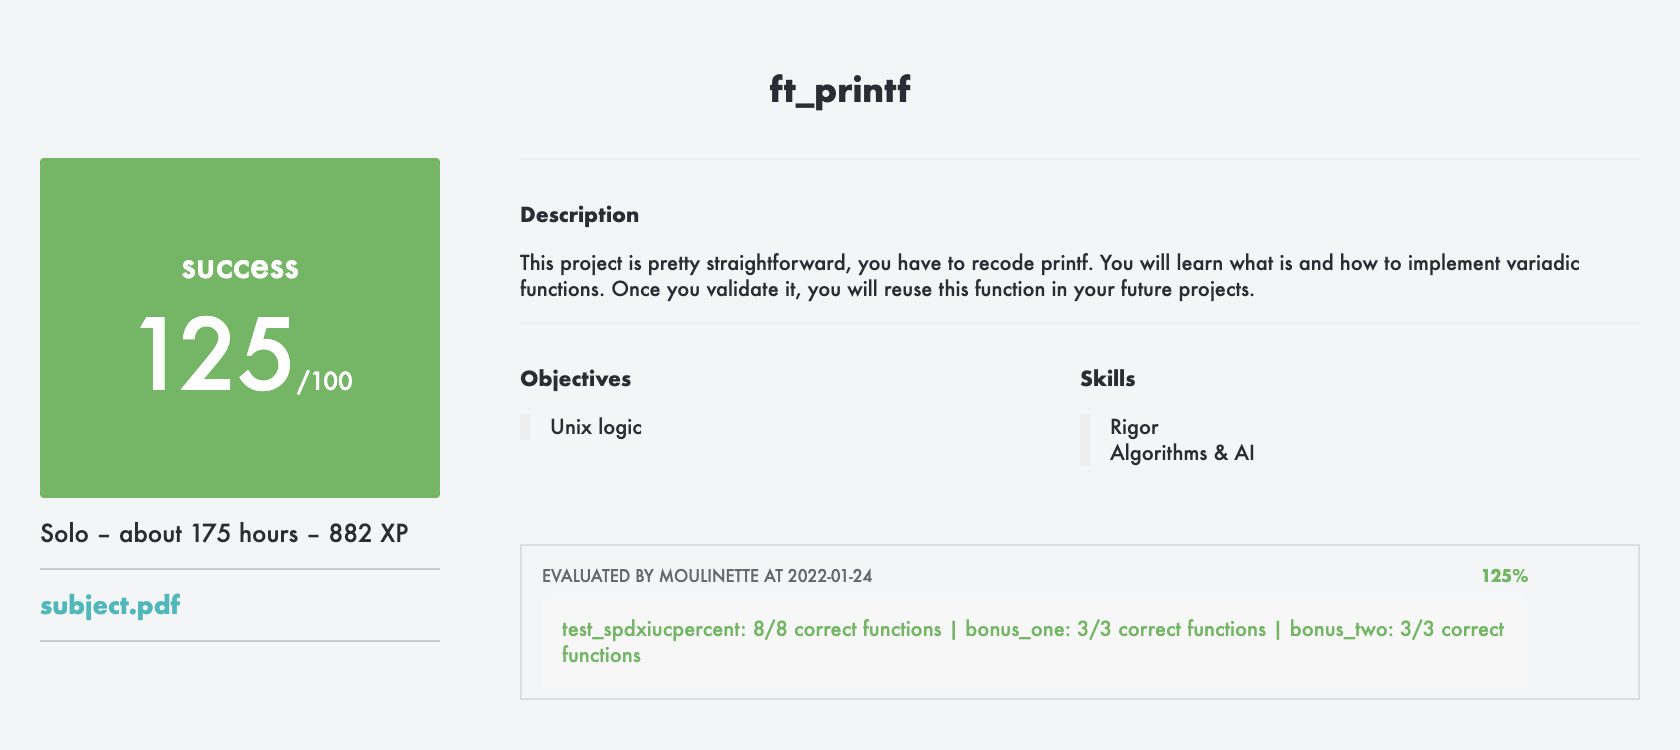 ft_printf
success
125/100
Solo – about 175 hours – 882 XP
subject.pdf
Description
This project is pretty straightforward, you have to recode printf. You will learn what is and how to implement variadic
functions. Once you validate it, you will reuse this function in your future projects.
Objectives
Unix logic
Skills
Rigor
Algorithms & AI
EVALUATED BY MOULINETTE AT 2022-01-24
125%
test_spdxiucpercent: 8/8 correct functions | bonus_one: 3/3 correct functions | bonus_two: 3/3 correct
functions